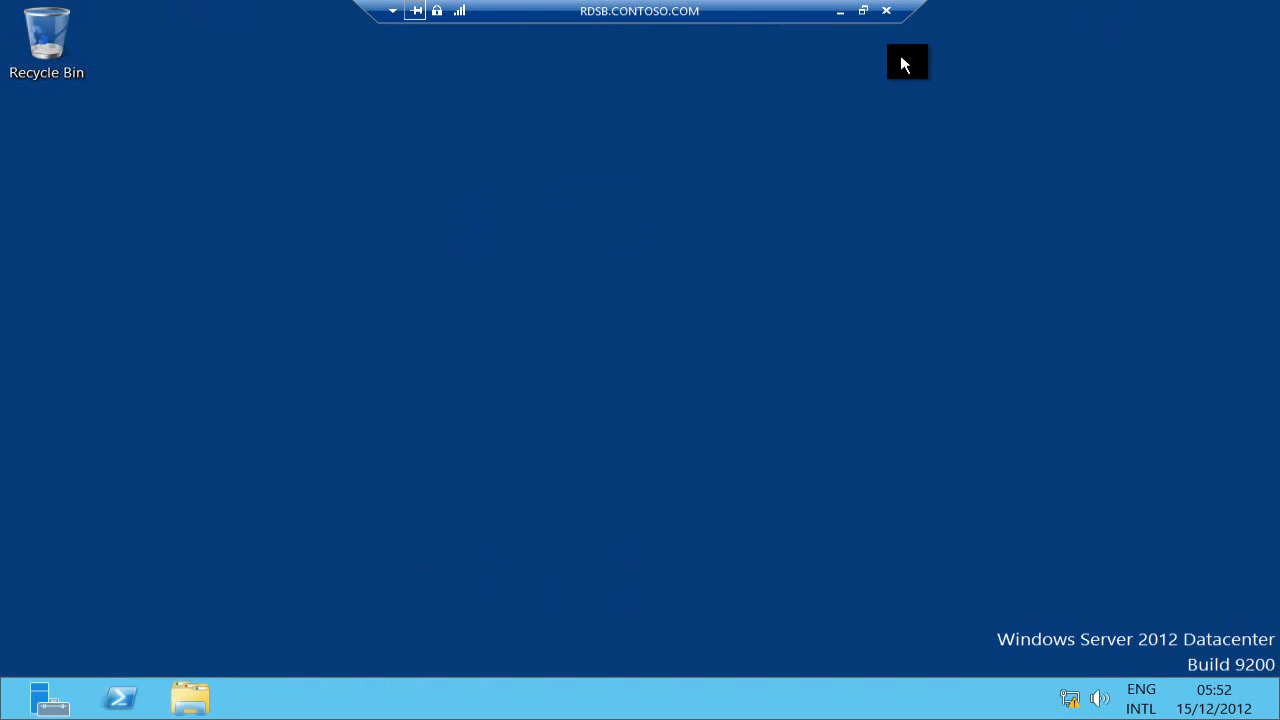 RDSB.CONTOSO.COM
Recycle Bin
Windows Server 2012 Datacenter
Build 9200
ENG
INTL
05:52
15/12/2012